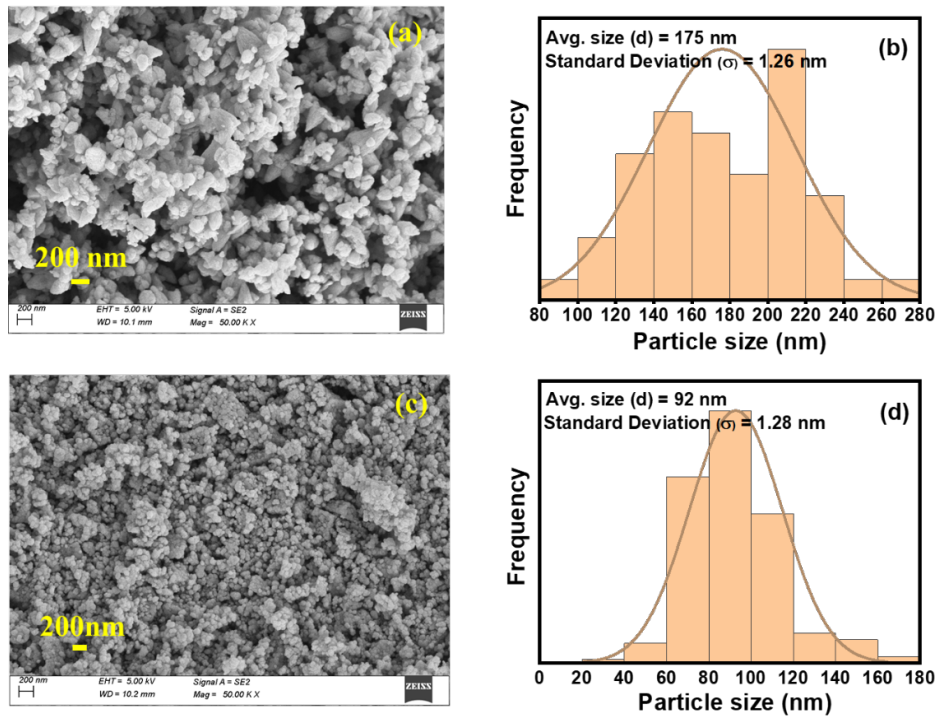 (a)
200 nm
200 nm
EHT = 5.00 kV
Signal A = SE2
WD = 10.1 mm
Mag = 50.00 K X
ZEISS
Avg. size (d) = 175 nm
(b)
Standard Deviation (σ) = 1.26 nm
Frequency
80 100 120 140 160 180 200 220 240 260 280
Particle size (nm)
(c)
200nm
200 nm
EHT = 5.00 kV
Signal A = SE2
WD = 10.2 mm
Mag = 50.00 K X
ZEISS
Avg. size (d) = 92 nm
(d)
Standard Deviation (σ) = 1.28 nm
Frequency
0 20 40 60 80 100 120 140 160 180
Particle size (nm)